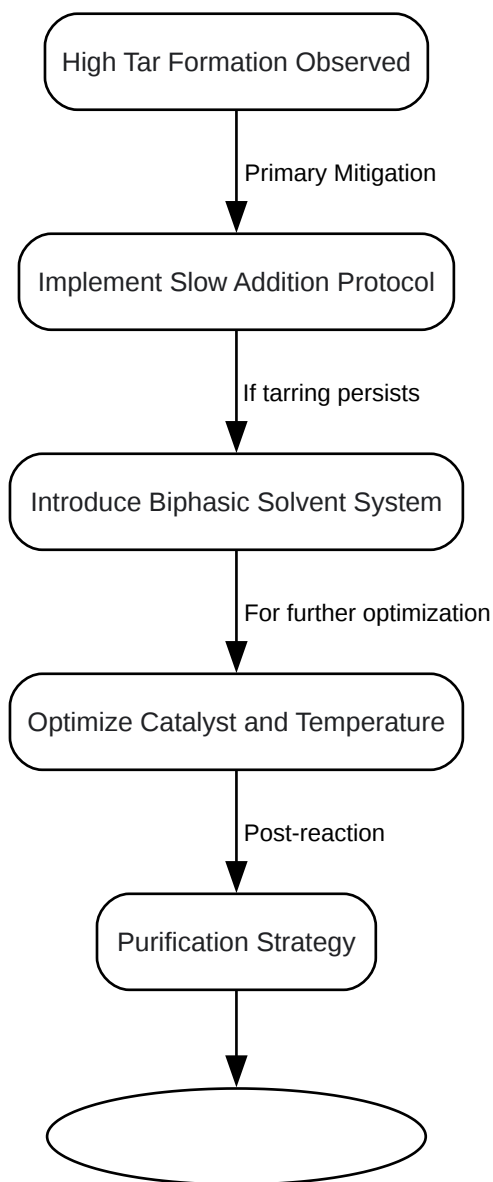 High Tar Formation Observed
Primary Mitigation
Implement Slow Addition Protocol
If tarring persists
Introduce Biphasic Solvent System
For further optimization
Optimize Catalyst and Temperature
Post-reaction
Purification Strategy